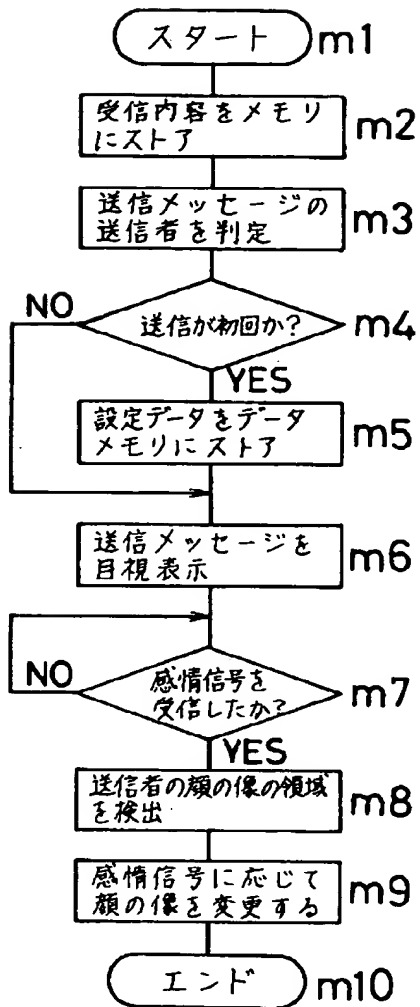 スタート m1
受信内容をメモリ
にストア m2
送信メッセージの
送信者を判定 m3
NO 送信が初回か? m4
YES
設定データをデータ
メモリにストア m5
送信メッセージを
目視表示 m6
NO 感情信号を
受信したか? m7
YES
送信者の顔の像の領域
を検出 m8
感情信号に応じて
顔の像を変更する m9
エンド m10